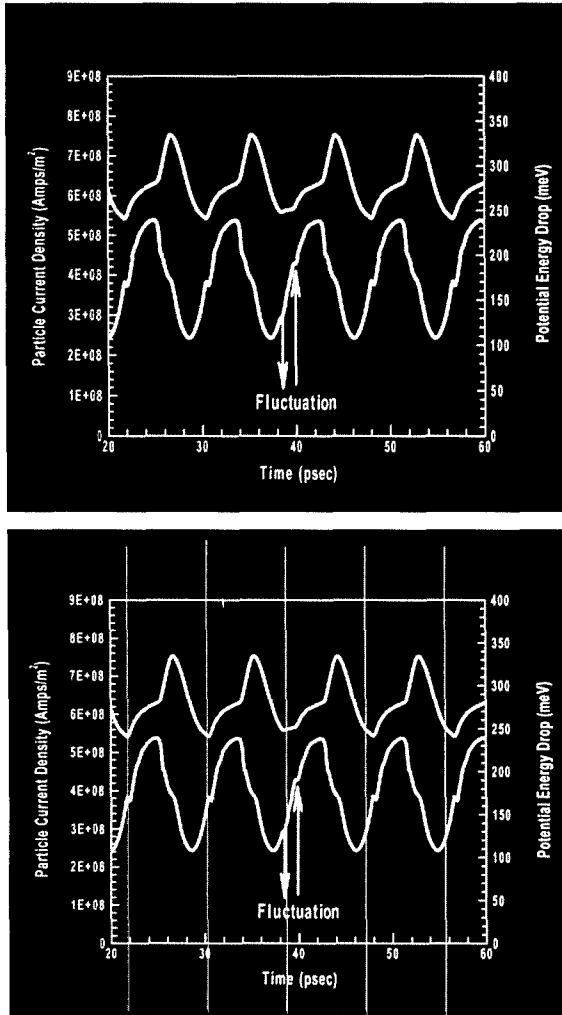 9E+08
8E+08
7E+08
6E+08
5E+08
4E+08
3E+08
2E+08
1E+08
0
Particle Current Density (Amps/m²)
400
350
300
250
200
150
100
50
0
Potential Energy Drop (meV)
Fluctuation
20 30 40 50 60
Time (psec)
9E+08
8E+08
7E+08
6E+08
5E+08
4E+08
3E+08
2E+08
1E+08
0
Particle Current Density (Amps/m²)
400
350
300
250
200
150
100
50
0
Potential Energy Drop (meV)
Fluctuation
20 30 40 50 60
Time (psec)